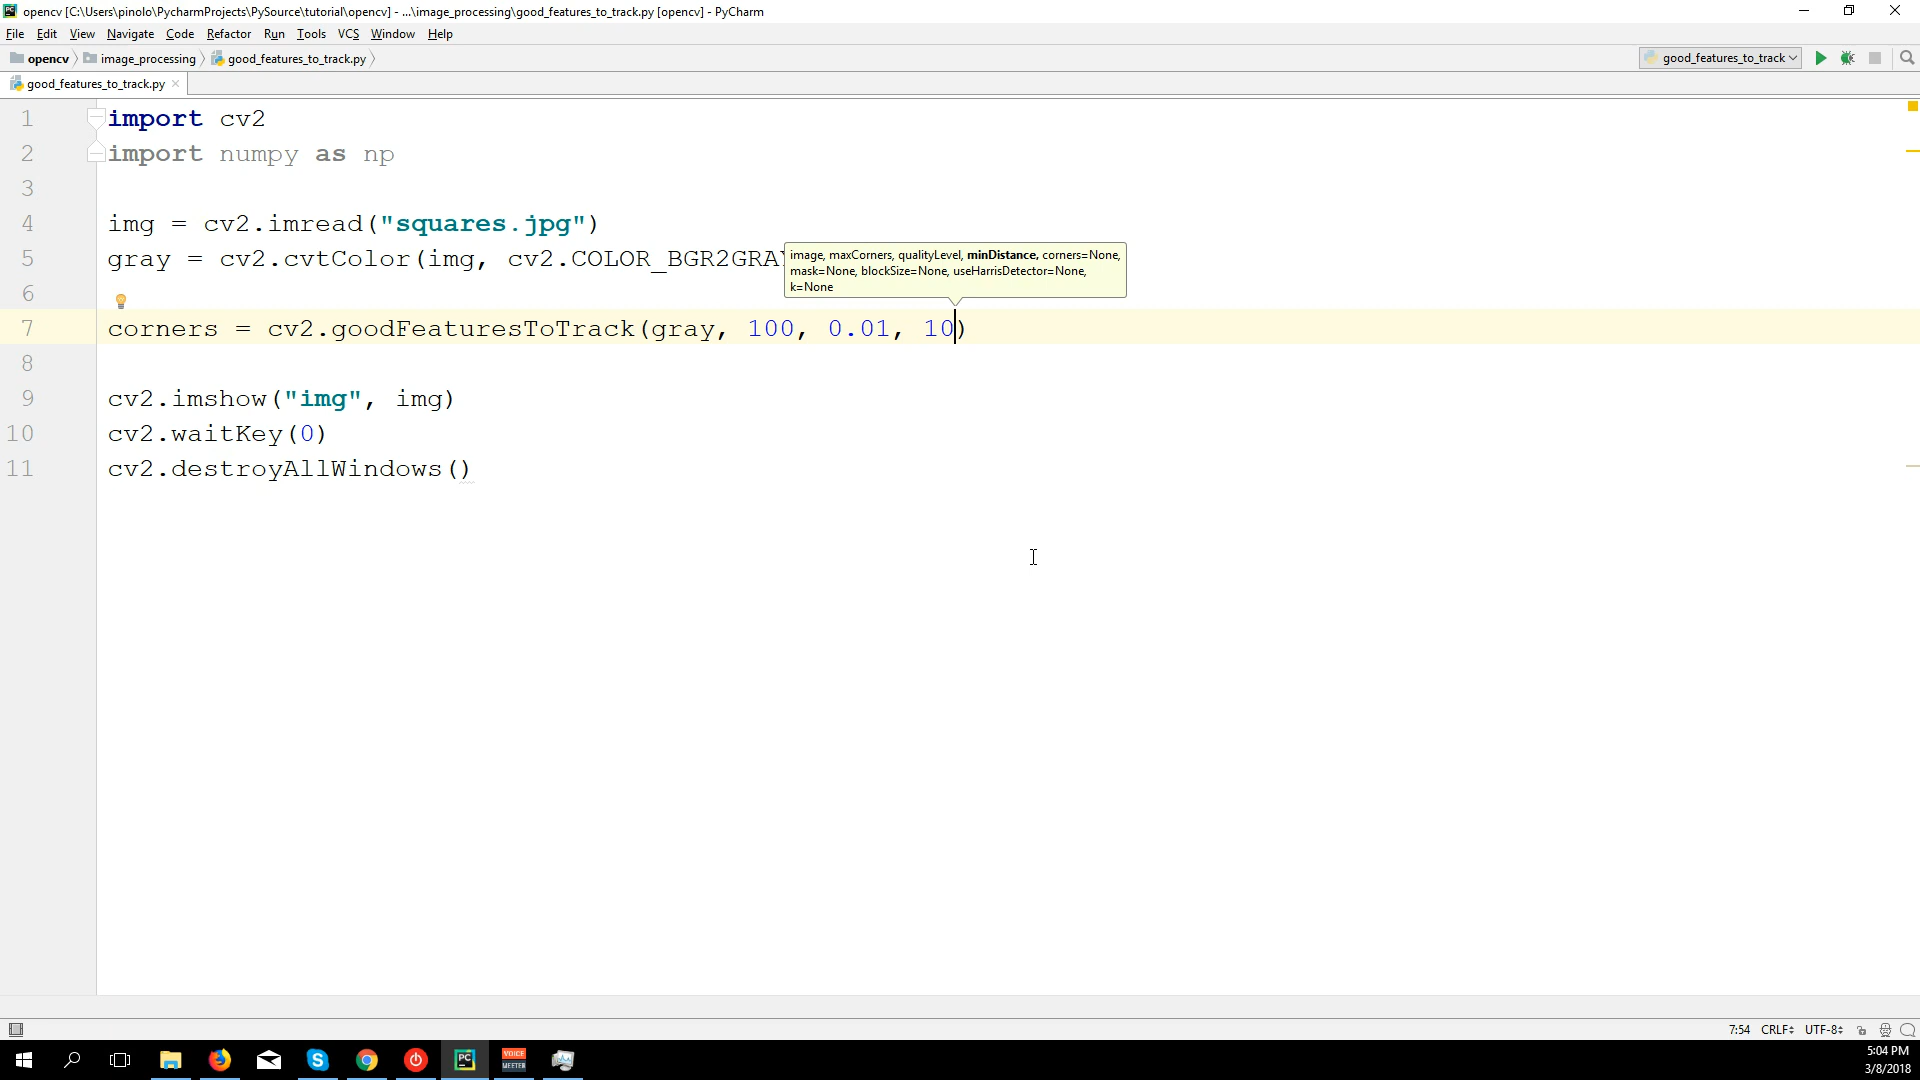 opencv [C:\Users\pinolo\PycharmProjects\PySource\tutorial\opencv] - ...\image_processing\good_features_to_track.py [opencv] - PyCharm
File Edit View Navigate Code Refactor Run Tools VCS Window Help
opencv image_processing good_features_to_track.py good_features_to_track
good_features_to_track.py
1 import cv2
2 import numpy as np
3
4 img = cv2.imread("squares.jpg")
5 gray = cv2.cvtColor(img, cv2.COLOR_BGR2GRAY
image, maxCorners, qualityLevel, minDistance, corners=None,
mask=None, blockSize=None, useHarrisDetector=None,
k=None
6
7 corners = cv2.goodFeaturesToTrack(gray, 100, 0.01, 10)
8
9 cv2.imshow("img", img)
10 cv2.waitKey(0)
11 cv2.destroyAllWindows()
7:54 CRLF UTF-8
PC VOICE MEETER
5:04 PM
3/8/2018